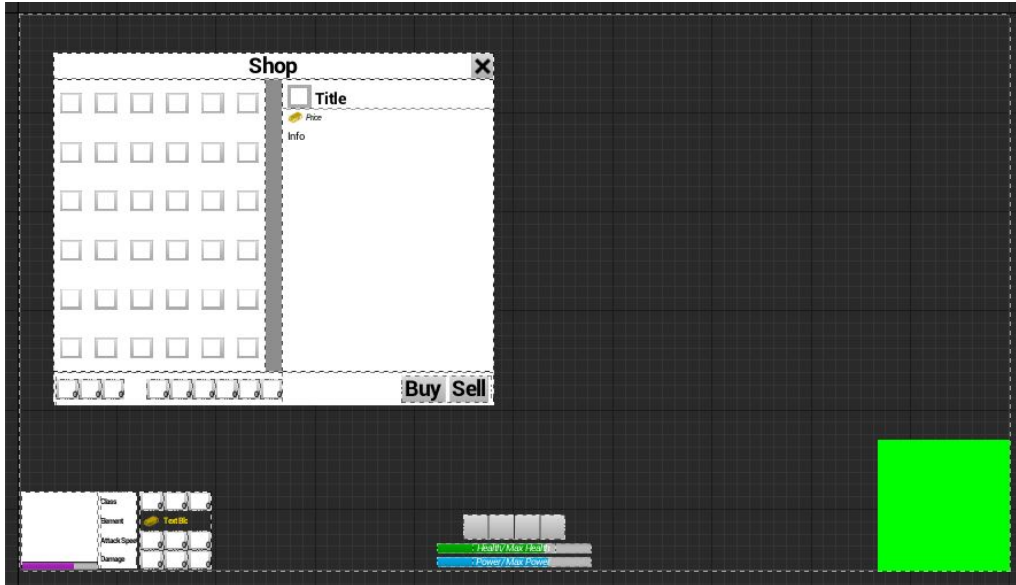 Shop
Title
Price
Info
Buy Sell
Class
Element
Attack Speed
Damage
Text Blc
Health / Max Health
Power / Max Power